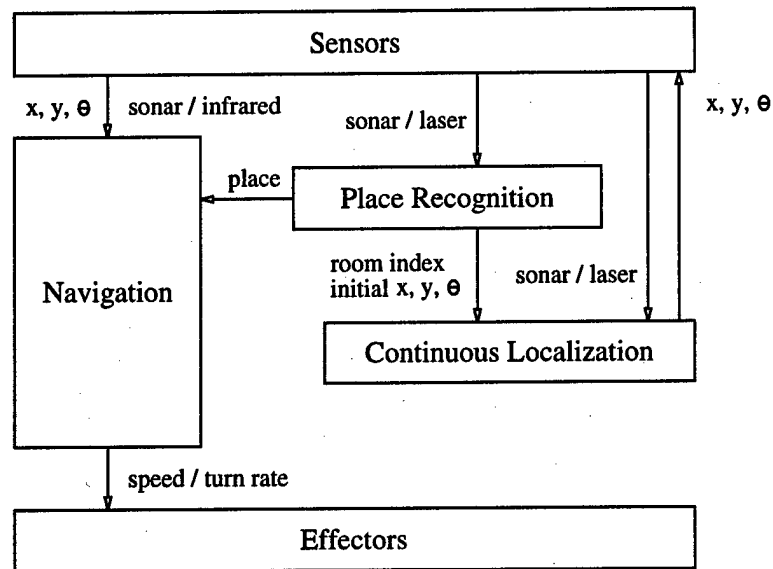 Sensors
x, y, θ sonar / infrared
sonar / laser
x, y, θ
place
Place Recognition
room index
initial x, y, θ
sonar / laser
Navigation
Continuous Localization
speed / turn rate
Effectors